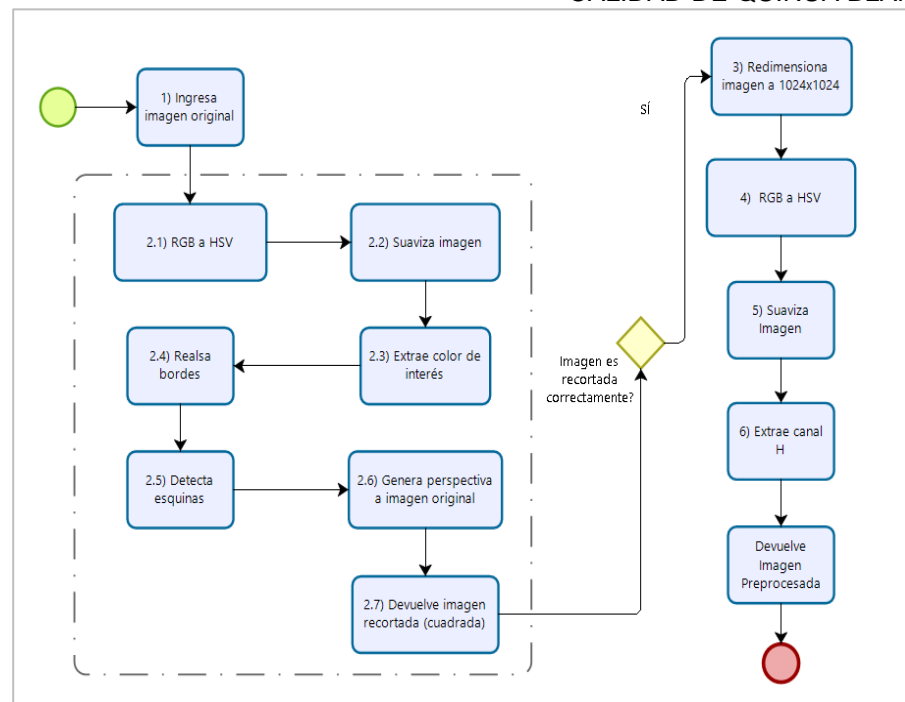 1) Ingresa
imagen original
2.1) RGB a HSV
2.2) Suaviza imagen
2.3) Extrae color de
interés
2.4) Realsa
bordes
2.5) Detecta
esquinas
2.6) Genera perspectiva
a imagen original
2.7) Devuelve imagen
recortada (cuadrada)
Imagen es
recortada
correctamente?
sí
3) Redimensiona
imagen a 1024x1024
4) RGB a HSV
5) Suaviza
Imagen
6) Extrae canal
H
Devuelve
Imagen
Preprocesada